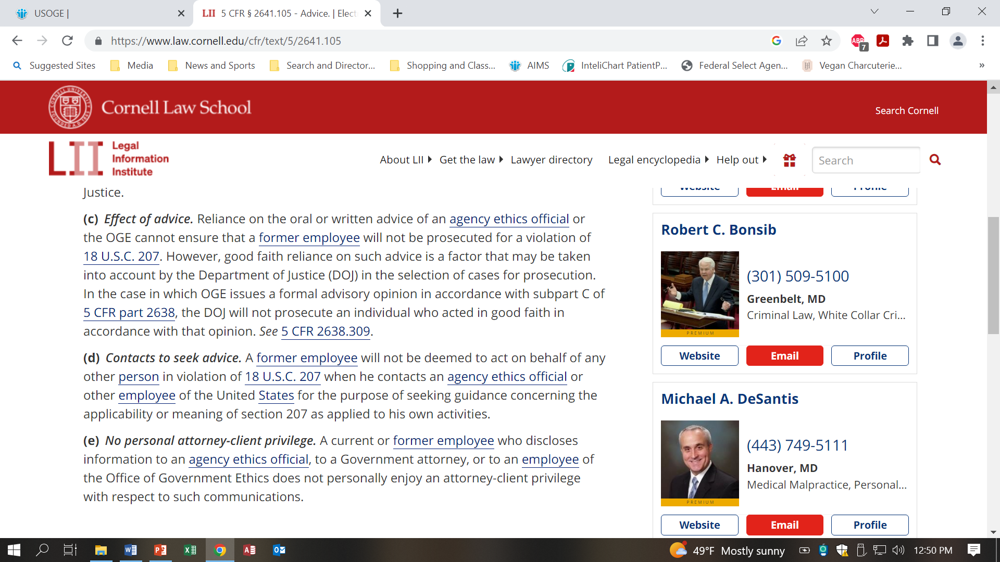 USOGE |
LII 5 CFR § 2641.105 - Advice. | Elect
https://www.law.cornell.edu/cfr/text/5/2641.105
ABP 7
Suggested Sites Media News and Sports Search and Director... Shopping and Class... AIMS InteliChart PatientP... Federal Select Agen... Vegan Charcuterie... »
Cornell Law School
Search Cornell
LII Legal
Information
Institute
About LII Get the law Lawyer directory Legal encyclopedia Help out Search
Justice.
(c) Effect of advice. Reliance on the oral or written advice of an agency ethics official or
the OGE cannot ensure that a former employee will not be prosecuted for a violation of
18 U.S.C. 207. However, good faith reliance on such advice is a factor that may be taken
into account by the Department of Justice (DOJ) in the selection of cases for prosecution.
In the case in which OGE issues a formal advisory opinion in accordance with subpart C of
5 CFR part 2638, the DOJ will not prosecute an individual who acted in good faith in
accordance with that opinion. See 5 CFR 2638.309.
(d) Contacts to seek advice. A former employee will not be deemed to act on behalf of any
other person in violation of 18 U.S.C. 207 when he contacts an agency ethics official or
other employee of the United States for the purpose of seeking guidance concerning the
applicability or meaning of section 207 as applied to his own activities.
(e) No personal attorney-client privilege. A current or former employee who discloses
information to an agency ethics official, to a Government attorney, or to an employee of
the Office of Government Ethics does not personally enjoy an attorney-client privilege
with respect to such communications.
Website Email Profile
Robert C. Bonsib
(301) 509-5100
Greenbelt, MD
Criminal Law, White Collar Cri...
PREMIUM
Website Email Profile
Michael A. DeSantis
(443) 749-5111
Hanover, MD
Medical Malpractice, Personal...
PREMIUM
Website Email Profile
49°F Mostly sunny
12:50 PM